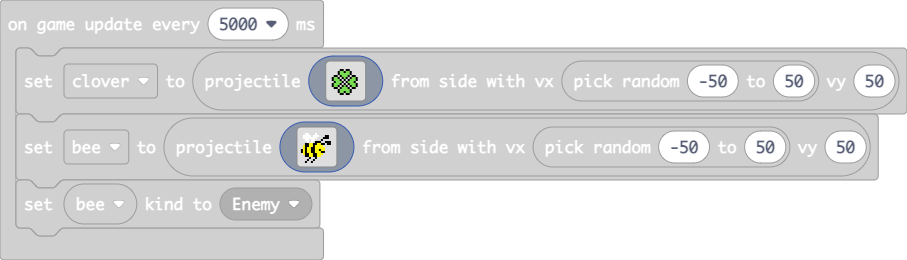 on game update every 5000 ms
set clover to projectile from side with vx pick random -50 to 50 vy 50
set bee to projectile from side with vx pick random -50 to 50 vy 50
set bee kind to Enemy